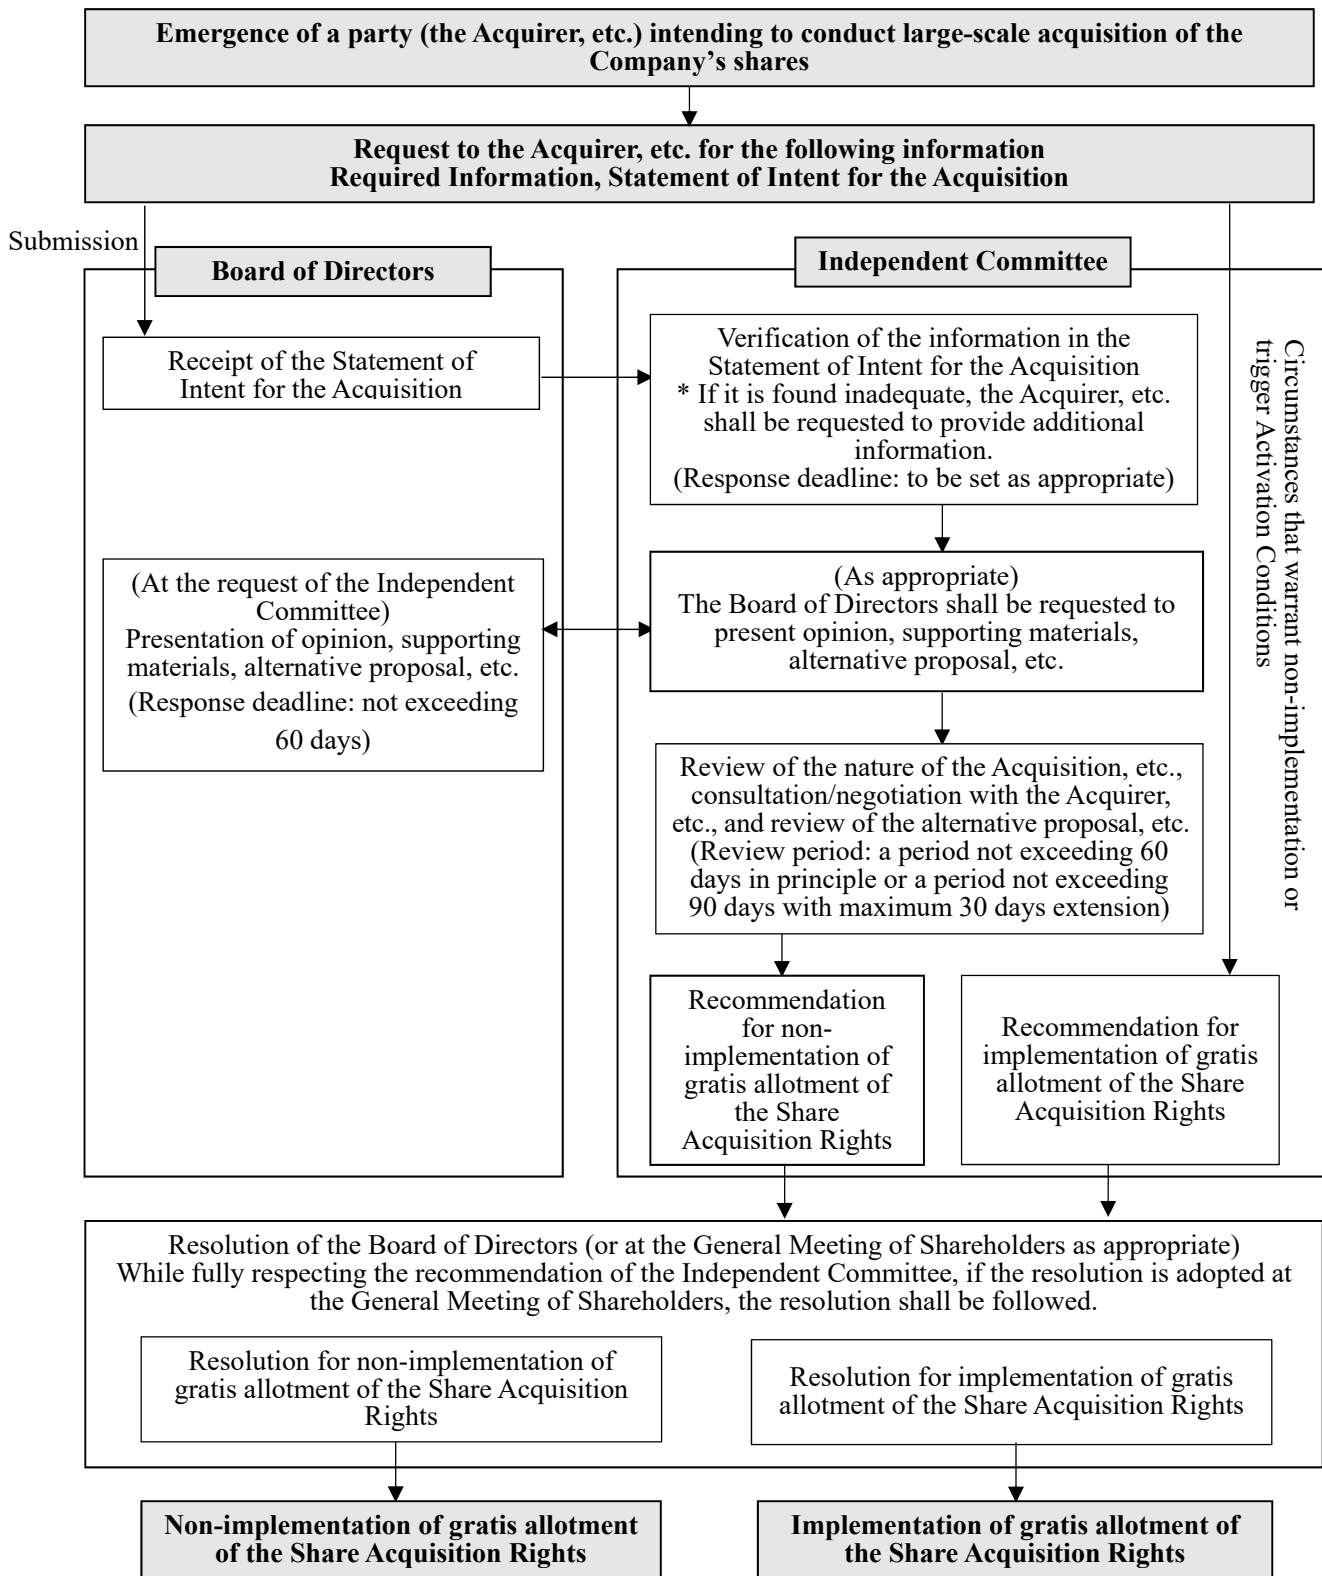 Emergence of a party (the Acquirer, etc.) intending to conduct large-scale acquisition of the
Company’s shares
Request to the Acquirer, etc. for the following information
Required Information, Statement of Intent for the Acquisition
Submission
Board of Directors
Independent Committee
Receipt of the Statement of
Intent for the Acquisition
Verification of the information in the
Statement of Intent for the Acquisition
* If it is found inadequate, the Acquirer, etc.
shall be requested to provide additional
information.
(Response deadline: to be set as appropriate)
Circumstances that warrant non-implementation or
trigger Activation Conditions
(At the request of the Independent
Committee)
Presentation of opinion, supporting
materials, alternative proposal, etc.
(Response deadline: not exceeding
60 days)
(As appropriate)
The Board of Directors shall be requested to
present opinion, supporting materials,
alternative proposal, etc.
Review of the nature of the Acquisition, etc.,
consultation/negotiation with the Acquirer,
etc., and review of the alternative proposal, etc.
(Review period: a period not exceeding 60
days in principle or a period not exceeding
90 days with maximum 30 days extension)
Recommendation
for non-
implementation of
gratis allotment of
the Share
Acquisition Rights
Recommendation for
implementation of gratis
allotment of the Share
Acquisition Rights
Resolution of the Board of Directors (or at the General Meeting of Shareholders as appropriate)
While fully respecting the recommendation of the Independent Committee, if the resolution is adopted at
the General Meeting of Shareholders, the resolution shall be followed.
Resolution for non-implementation of
gratis allotment of the Share Acquisition
Rights
Resolution for implementation of gratis
allotment of the Share Acquisition Rights
Non-implementation of gratis allotment
of the Share Acquisition Rights
Implementation of gratis allotment of
the Share Acquisition Rights